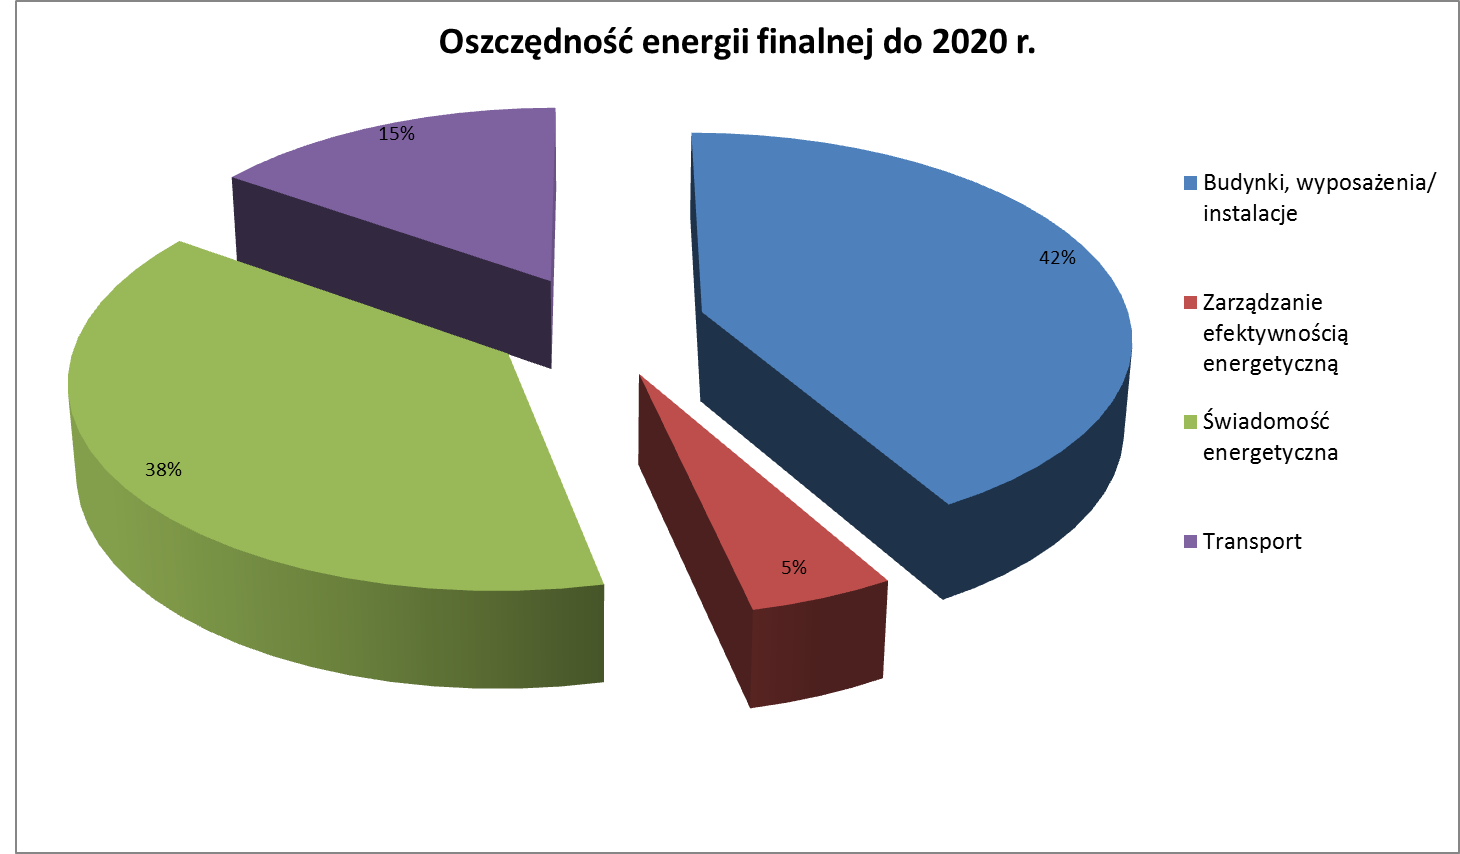 Oszczędność energii finalnej do 2020 r.
15%
42%
38%
5%
Budynki, wyposażenia/
instalacje
Zarządzanie
efektywnością
energetyczną
Świadomość
energetyczna
Transport